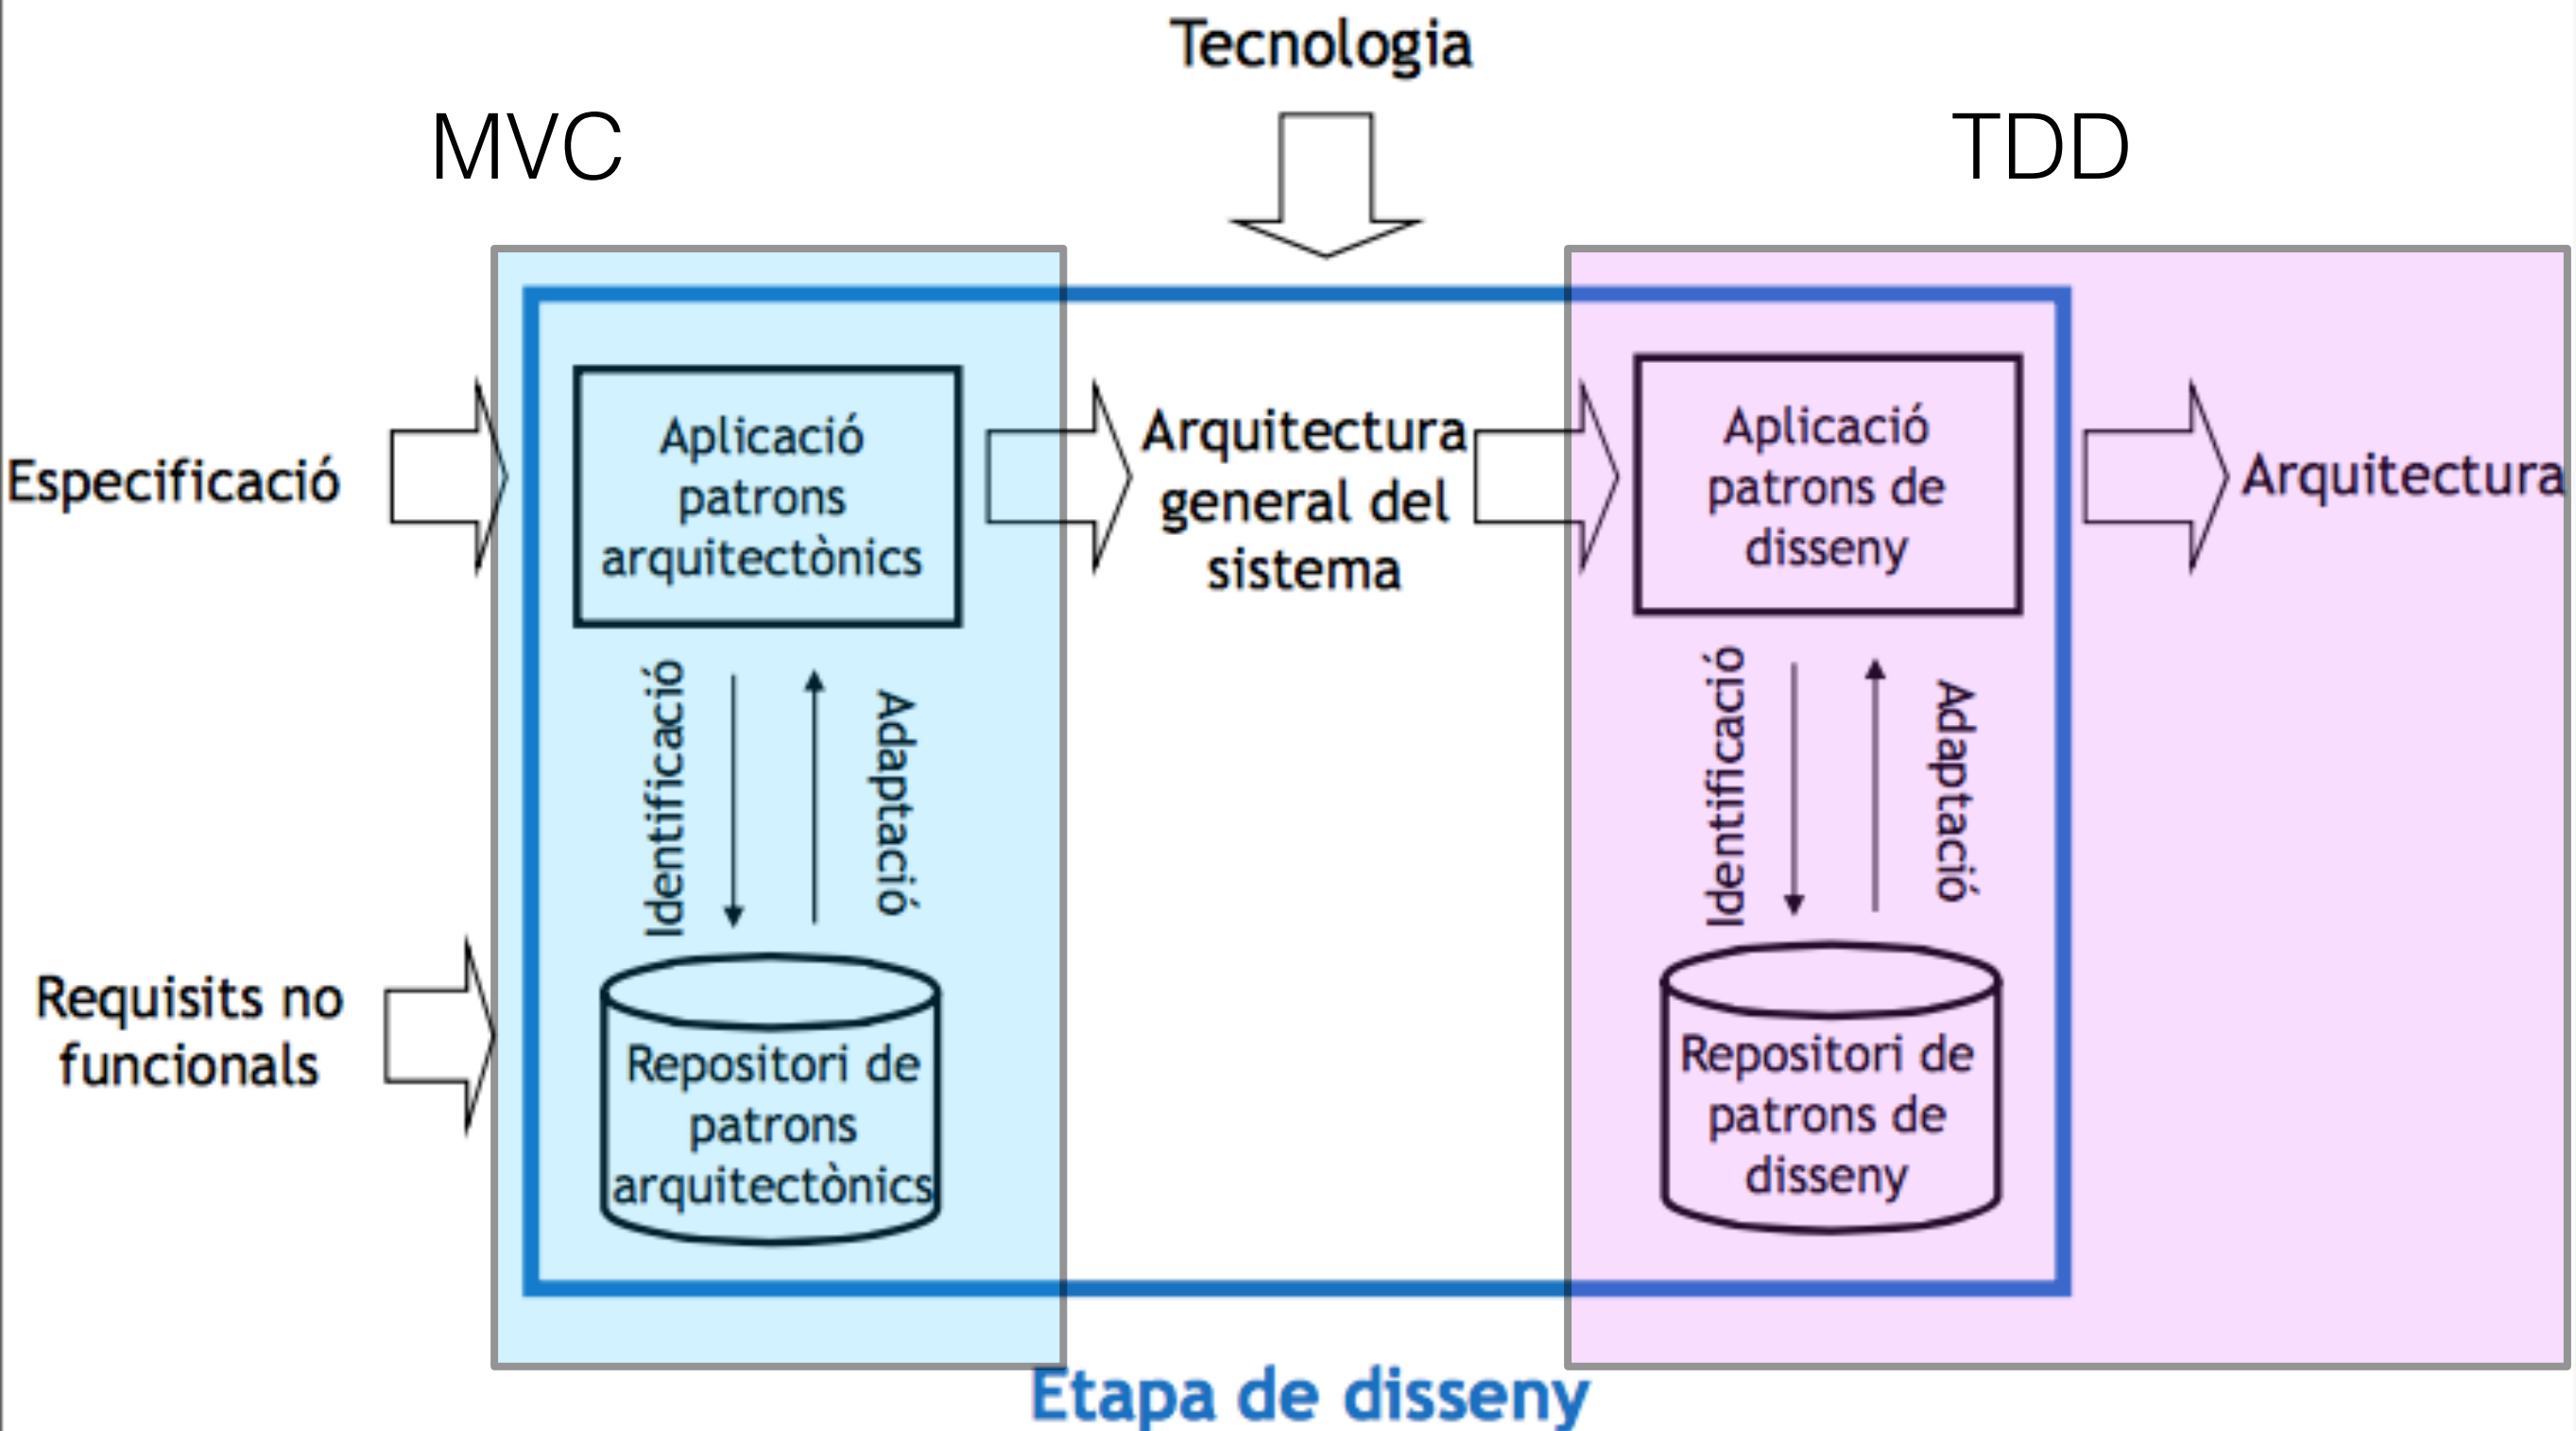 Tecnologia
MVC
TDD
Especificació
Aplicació
patrons
arquitectònics
Arquitectura
general del
sistema
Aplicació
patrons de
disseny
Arquitectura
Identificació
Adaptació
Identificació
Adaptació
Requisits no
funcionals
Repositori de
patrons
arquitectònics
Repositori de
patrons de
disseny
Etapa de disseny